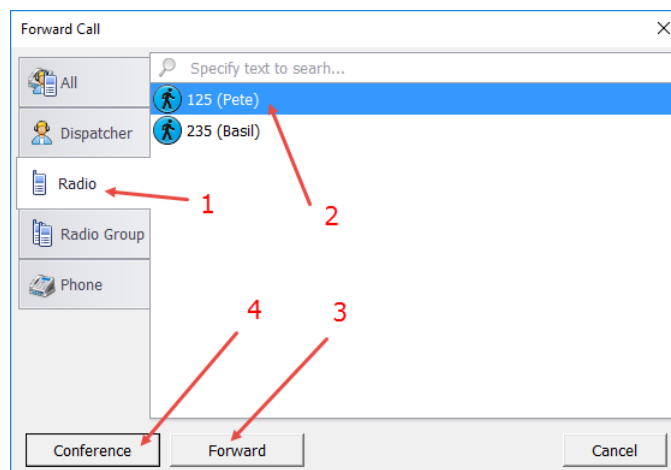 Forward Call
All
Specify text to searh...
125 (Pete)
Dispatcher
235 (Basil)
Radio
1
2
Radio Group
Phone
4
3
Conference
Forward
Cancel